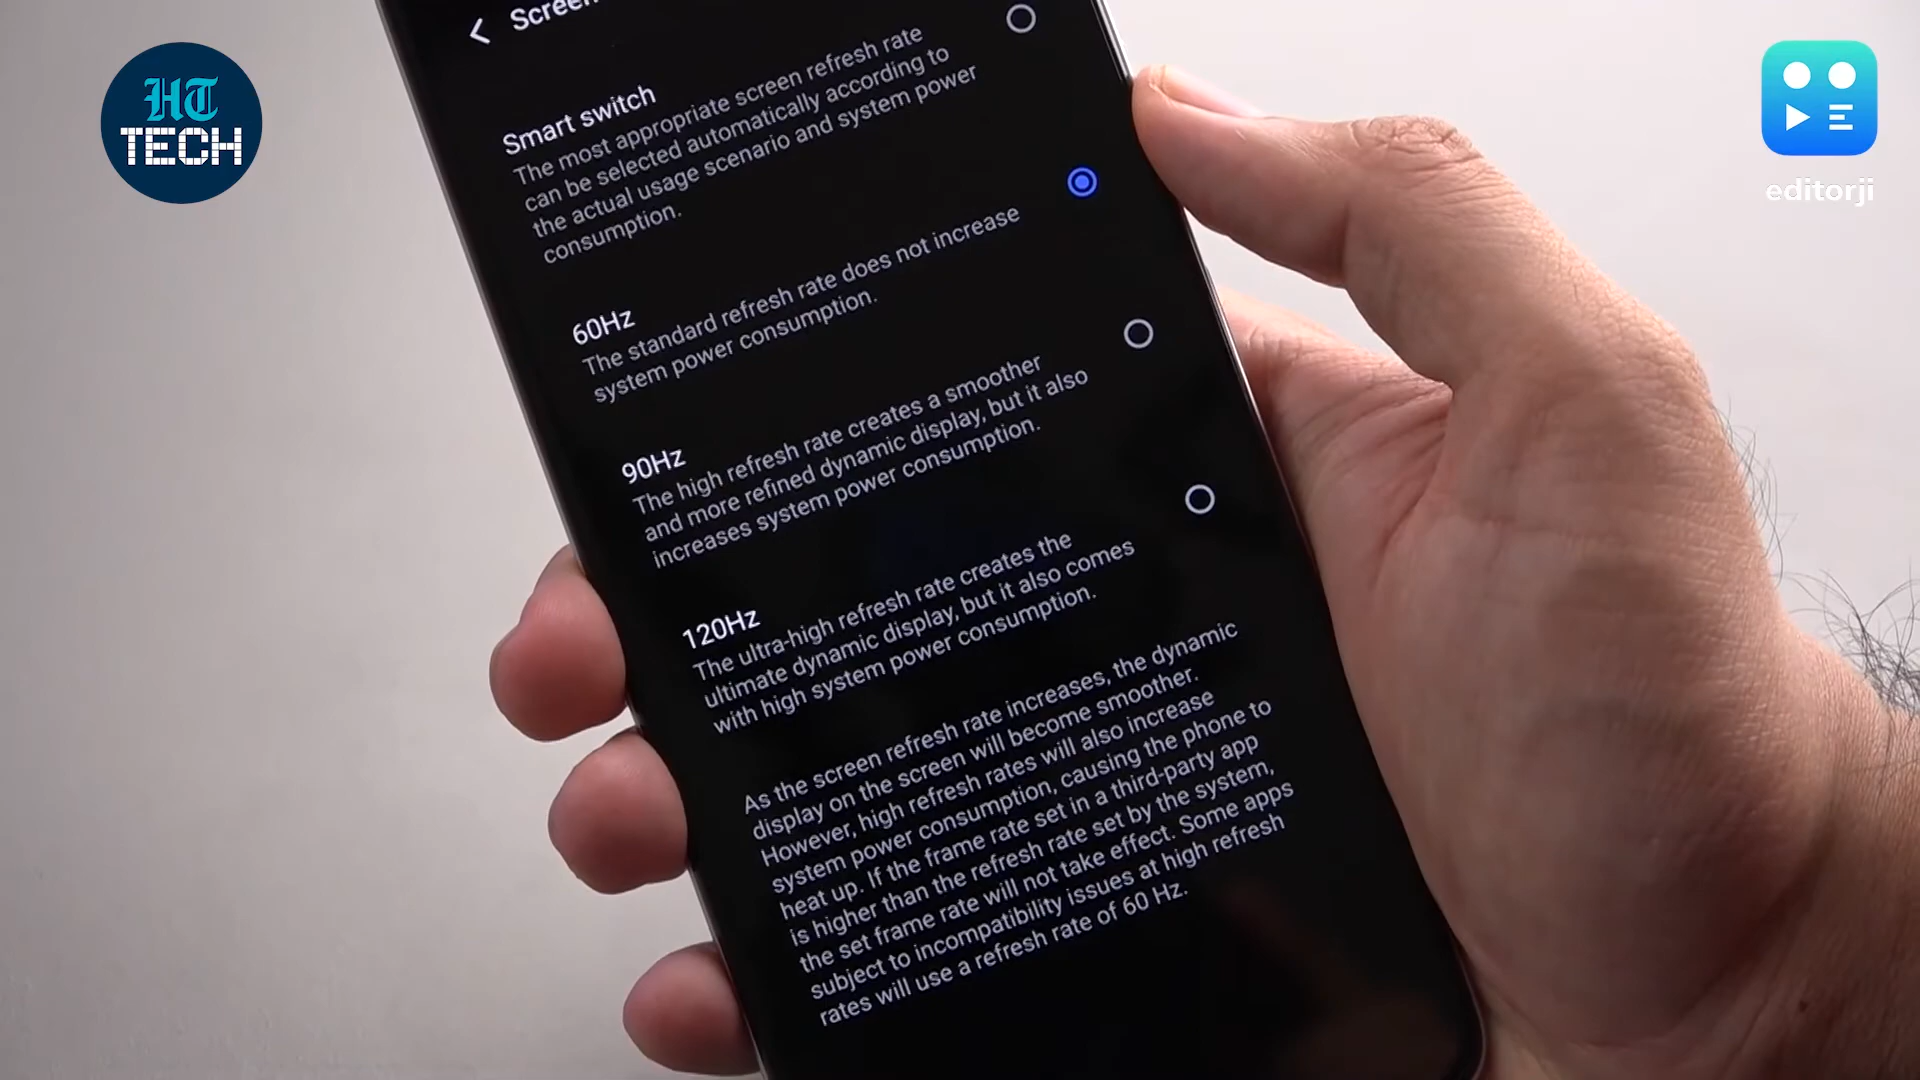 HT
TECH
editorji
Screen
Smart switch
The most appropriate screen refresh rate
can be selected automatically according to
the actual usage scenario and system power
consumption.
60Hz
The standard refresh rate does not increase
system power consumption.
90Hz
The high refresh rate creates a smoother
and more refined dynamic display, but it also
increases system power consumption.
120Hz
The ultra-high refresh rate creates the
ultimate dynamic display, but it also comes
with high system power consumption.
As the screen refresh rate increases, the dynamic
display on the screen will become smoother.
However, high refresh rates will also increase
system power consumption, causing the phone to
heat up. If the frame rate set in a third-party app
is higher than the refresh rate set by the system,
the set frame rate will not take effect. Some apps
subject to incompatibility issues at high refresh
rates will use a refresh rate of 60 Hz.